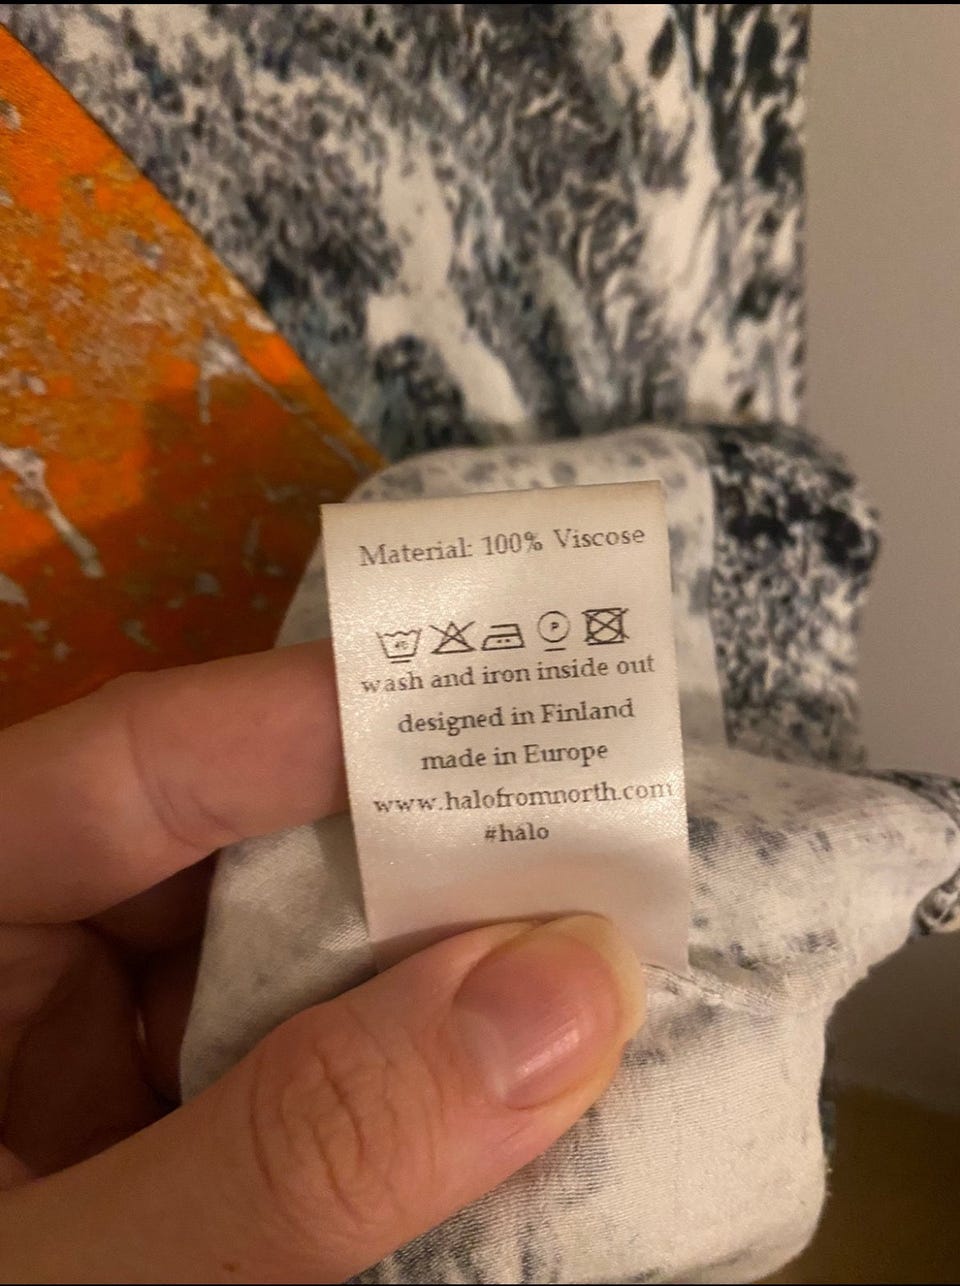 Material: 100% Viscose
P
wash and iron inside out
designed in Finland
made in Europe
www.halofromnorth.com
#halo